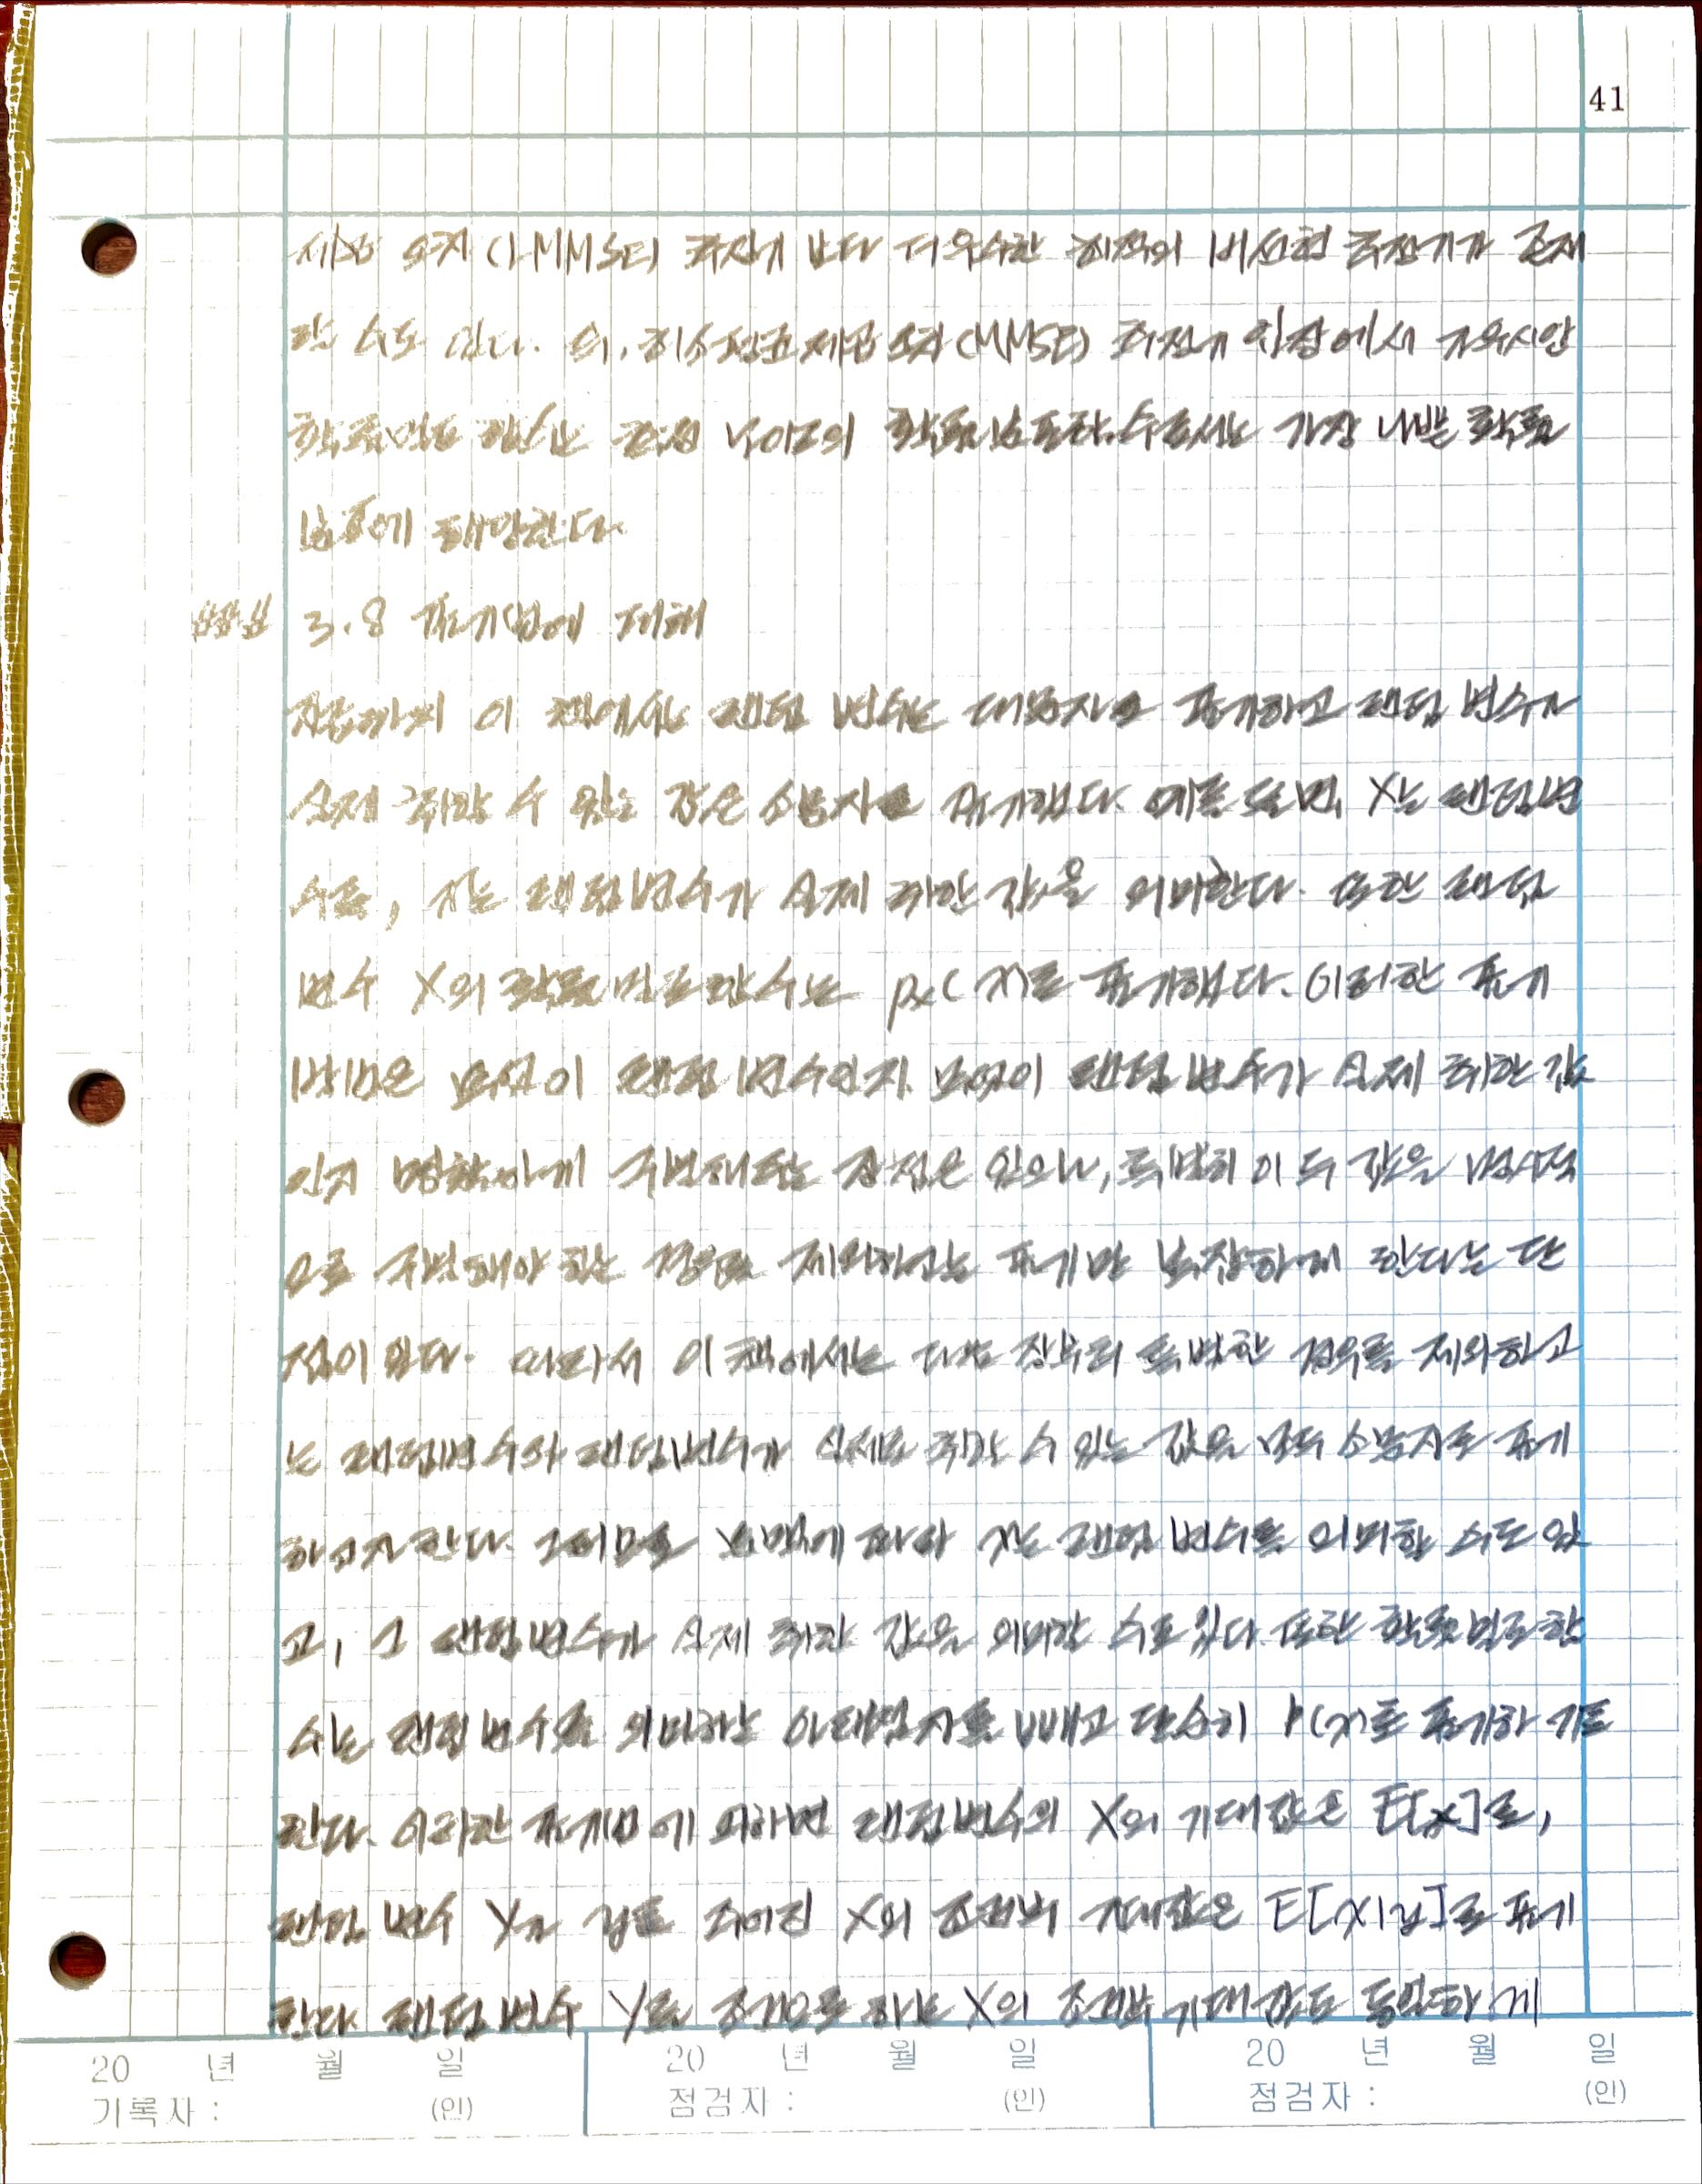 41
제곱 오차 (LMMSE) 추정기 보다 더 우수한 최적의 비선형 추정기가 존재
할 수도 있다. 즉, 최소평균제곱 오차(MMSE) 추정기 입장에서 가우시안
확률밀도 함수는 측정 노이즈의 확률분포함수로서는 가장 나쁜 확률
분포에 해당한다.
### 3.8 표기법에 대해
지금까지 이 책에서는 랜덤 변수는 대문자로 표기하고 랜덤 변수가
실제 취할 수 있는 값은 소문자로 표기했다. 예를 들면, X는 랜덤변
수를, x는 랜덤변수가 실제 취한 값을 의미한다. 또한 랜덤
변수 X의 확률밀도함수는 px(x)로 표기했다. 이러한 표기
방법은 무엇이 랜덤 변수인지 무엇이 랜덤 변수가 실제 취한 값
인지 명확하게 구별해주는 장점은 있으나, 특별히 이 두 값을 명시적
으로 구별해야 하는 경우를 제외하고는 표기만 복잡하게 한다는 단
점이 있다. 따라서 이 책에서는 다음 장부터 특별한 경우를 제외하고
는 랜덤변수와 랜덤변수가 실제로 취할 수 있는 값을 모두 소문자로 표기
하고자 한다. 그러므로 문맥에 따라 x는 랜덤 변수를 의미할 수도 있
고, 그 랜덤변수가 실제 취한 값을 의미할 수도 있다. 또한 확률밀도함
수는 랜덤 변수를 의미하는 아래첨자를 빼고 단순히 p(x)로 표기하기로
한다. 이러한 표기법에 의하면 랜덤변수의 X의 기대값은 E[x]로,
랜덤 변수 Y가 y로 주어진 X의 조건부 기대값은 E[x|y]로 표기
한다. 랜덤 변수 Y를 조건으로 하는 X의 조건부 기대값도 동일하게
20 년 월 일 20 년 월 일 20 년 월 일
기록자 : (인) 점검자 : (인) 점검자 : (인)